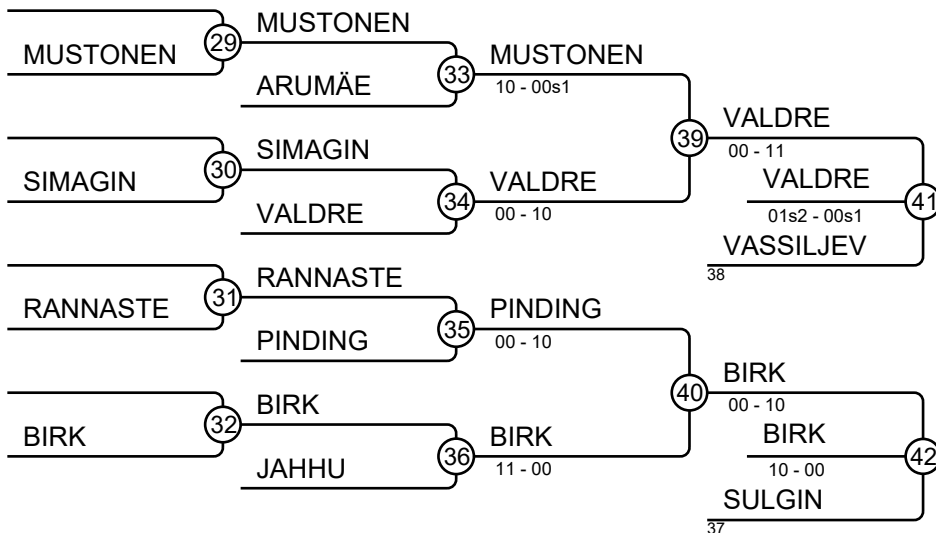 MUSTONEN
29
MUSTONEN
ARUMÄE
33
MUSTONEN
10 - 00s1
SIMAGIN
30
SIMAGIN
VALDRE
34
VALDRE
00 - 10
39
VALDRE
00 - 11
VALDRE
01s2 - 00s1
41
VASSILJEV
38
RANNASTE
31
RANNASTE
PINDING
35
PINDING
00 - 10
BIRK
32
BIRK
JAHHU
36
BIRK
11 - 00
40
BIRK
00 - 10
BIRK
10 - 00
42
SULGIN
37